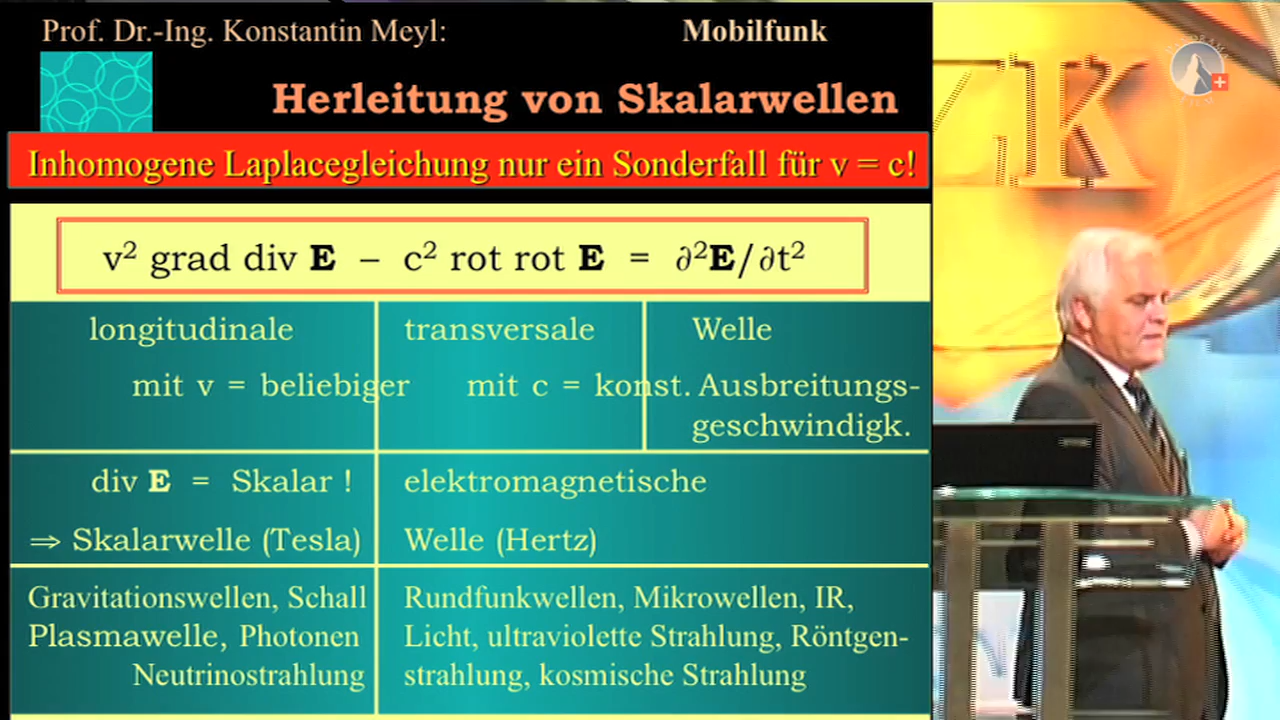 Prof. Dr.-Ing. Konstantin Meyl:
Mobilfunk
Herleitung von Skalarwellen
Inhomogene Laplacegleichung nur ein Sonderfall für v = c!
v² grad div E – c² rot rot E = ∂²E/∂t²
longitudinale
transversale
Welle
mit v = beliebiger
mit c = konst.
Ausbreitungs-
geschwindigk.
div E = Skalar !
elektromagnetische
⇒ Skalarwelle (Tesla)
Welle (Hertz)
Gravitationswellen, Schall
Plasmawelle, Photonen
Neutrinostrahlung
Rundfunkwellen, Mikrowellen, IR,
Licht, ultraviolette Strahlung, Röntgen-
strahlung, kosmische Strahlung
ZK